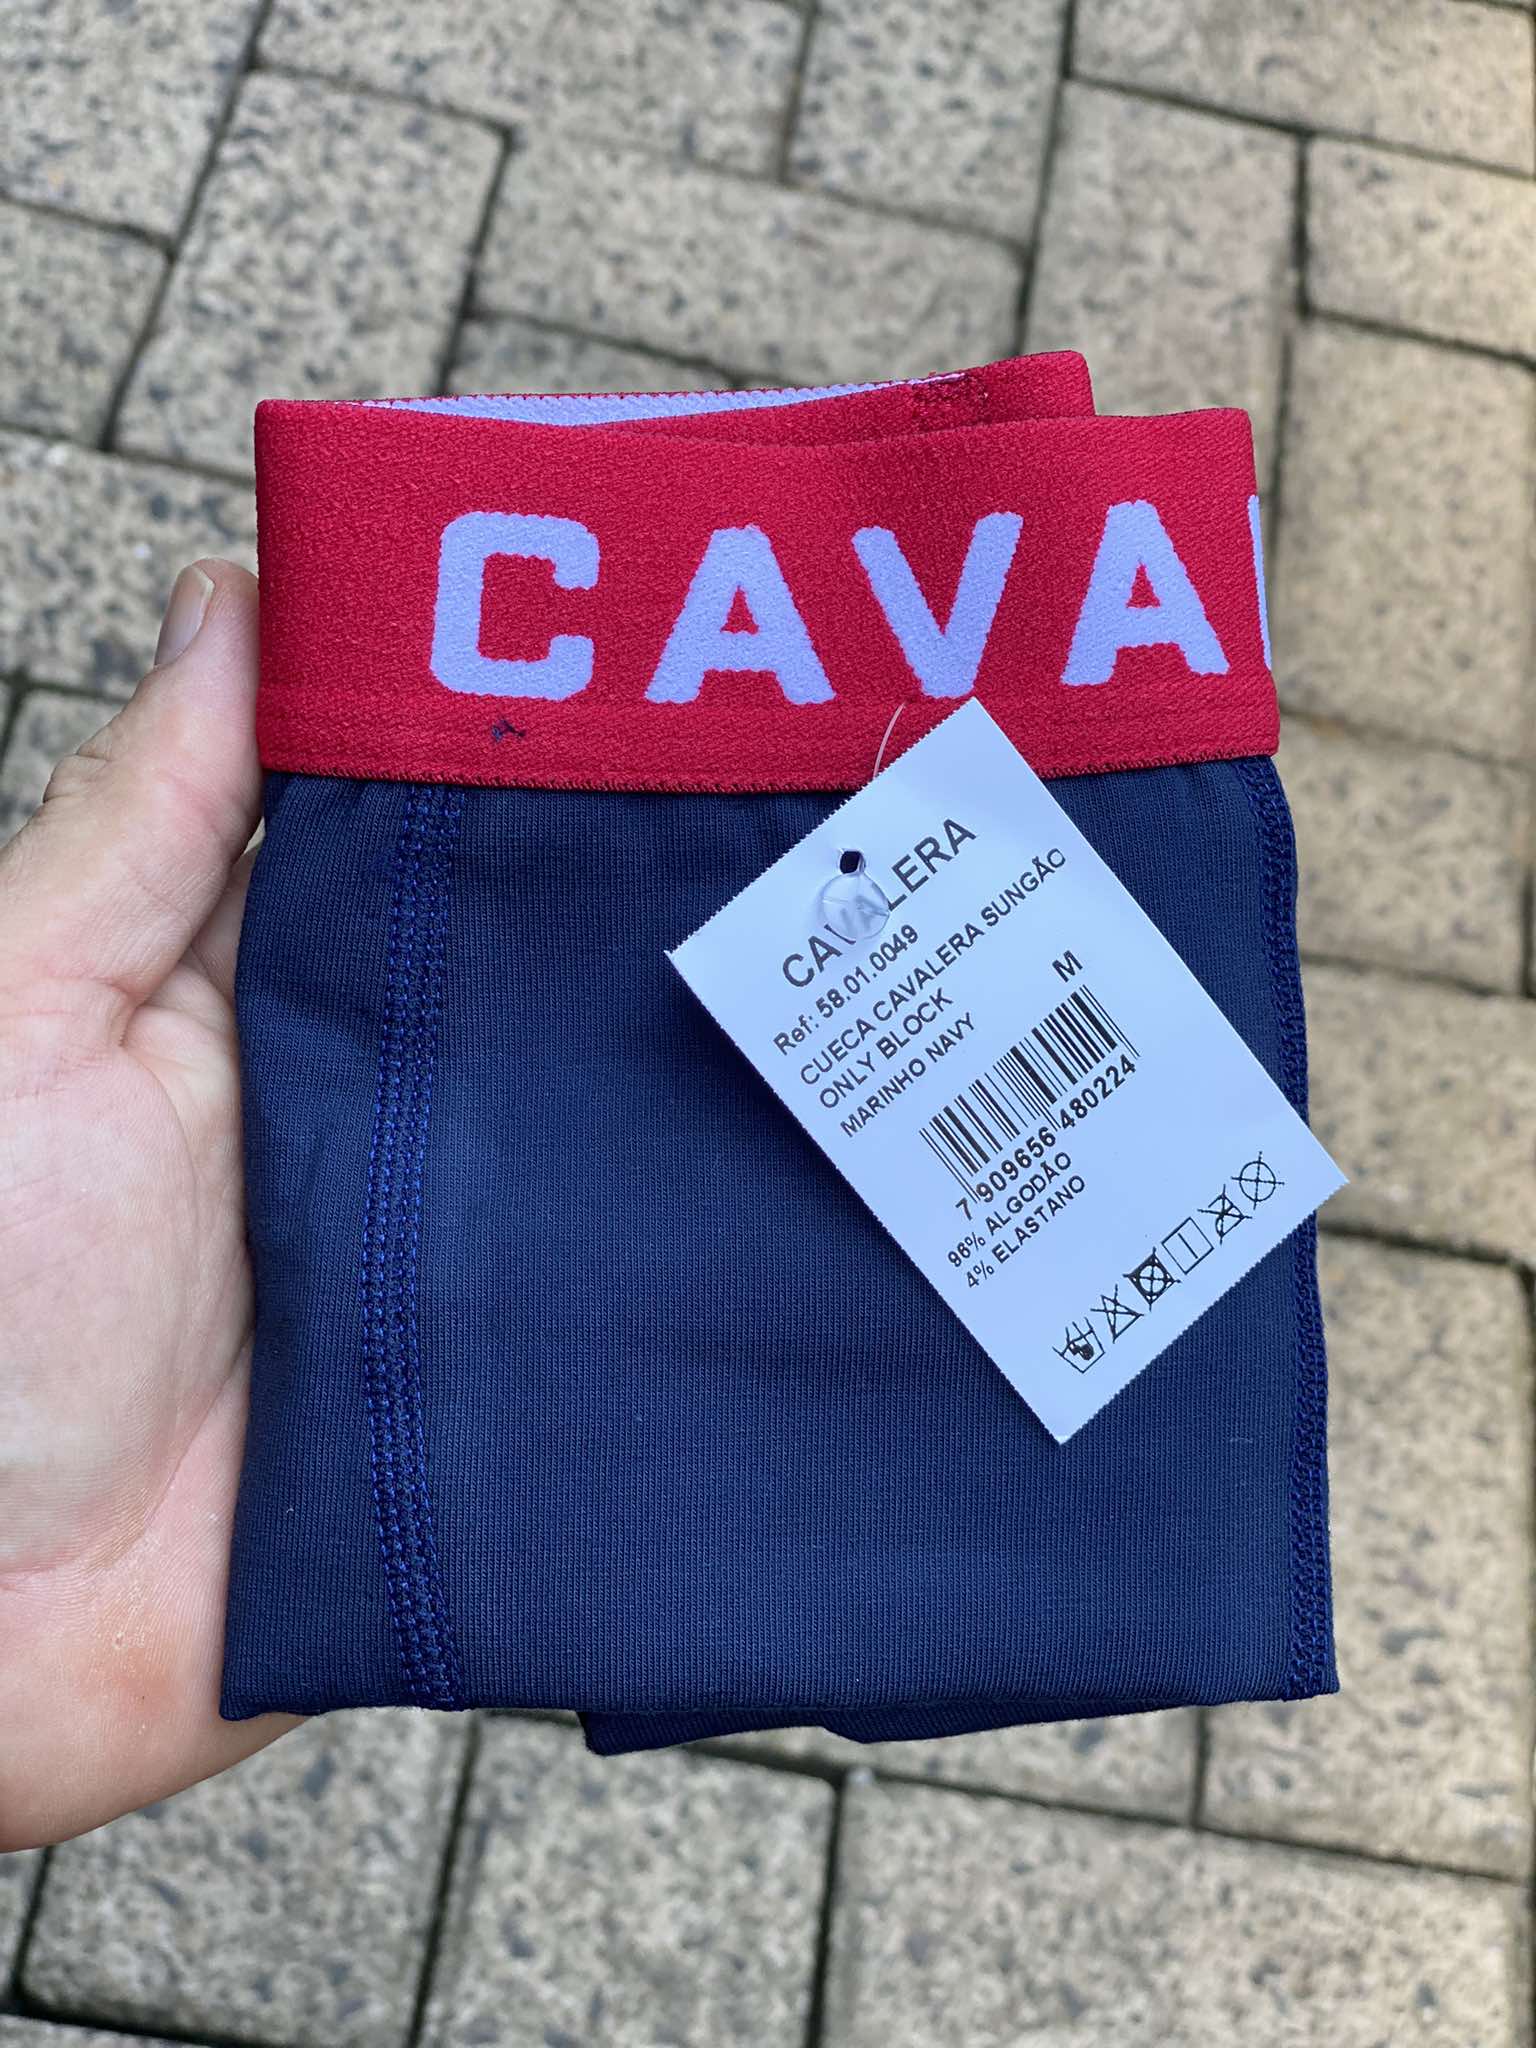 CAVA
CAVALERA
Ref: 58.01.0049
CUECA CAVALERA SUNGÃO
ONLY BLOCK
MARINHO NAVY
M
7 909656 480224
96% ALGODÃO
4% ELASTANO